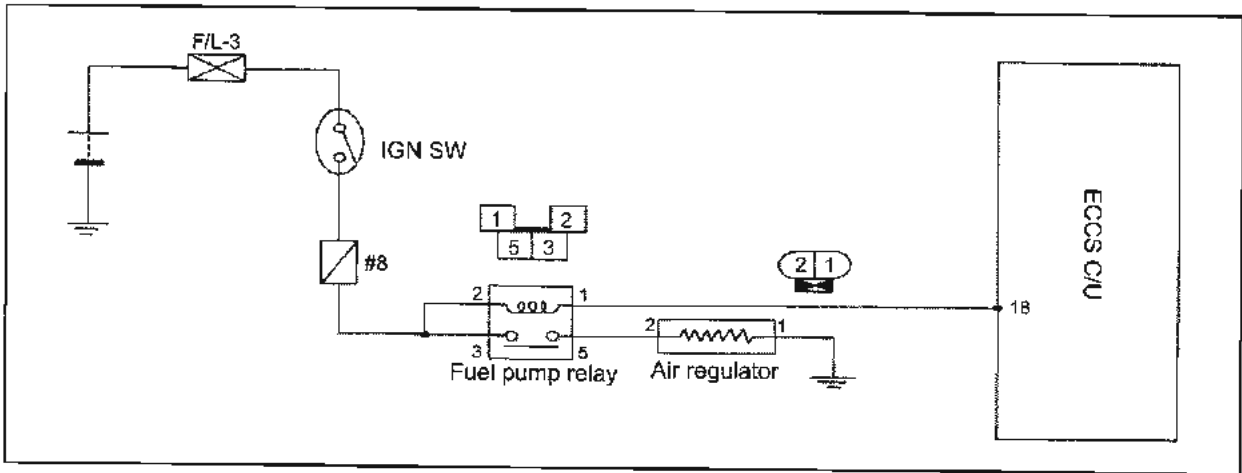 F/L-3
IGN SW
#8
1 2
5 3
2 1
2 1
3 5
Fuel pump relay
2 1
Air regulator
18
ECCS C/U